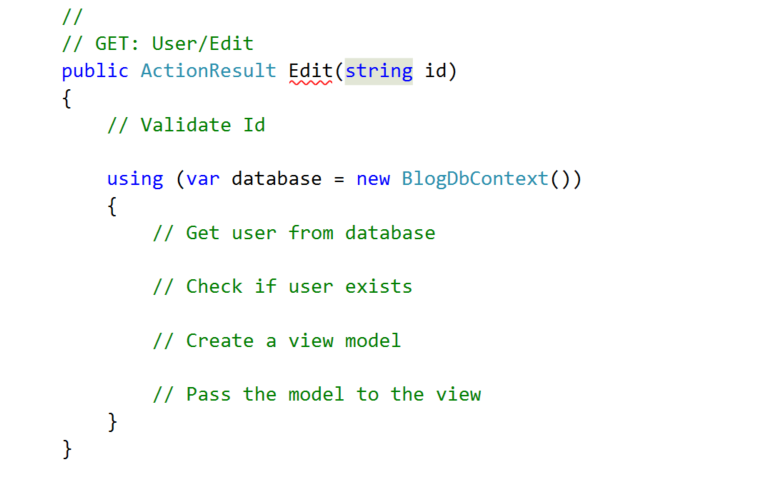 //
// GET: User/Edit
public ActionResult Edit(string id)
{
// Validate Id
using (var database = new BlogDbContext())
{
// Get user from database
// Check if user exists
// Create a view model
// Pass the model to the view
}
}